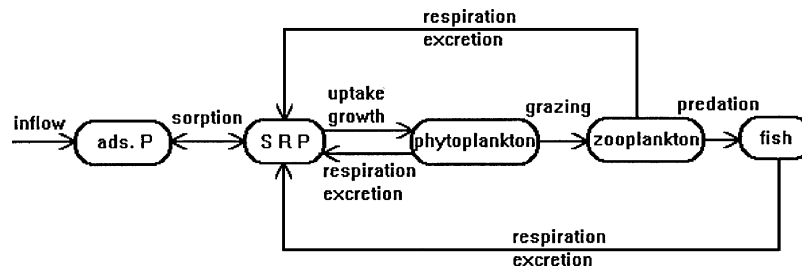 respiration
excretion
inflow
ads. P
sorption
S R P
uptake
growth
respiration
excretion
phytoplankton
grazing
zooplankton
predation
fish
respiration
excretion